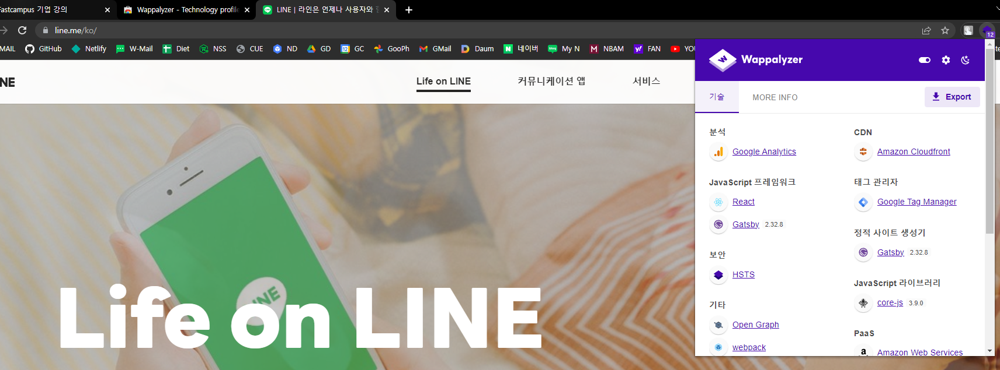 Fastcampus 기업 강의
Wappalyzer - Technology profile
LINE | 라인은 언제나 사용자와
line.me/ko/
12
MAIL
GitHub
Netlify
W-Mail
Diet
NSS
CUE
ND
GD
12
GC
GooPh
GMail
Daum
N
네이버
blog
My N
M
NBAM
y!
FAN
YOU
NE
Life on LINE
커뮤니케이션 앱
서비스
W
Wappalyzer
기술
MORE INFO
Export
분석
Google Analytics
JavaScript 프레임워크
React
Gatsby 2.32.8
보안
HSTS
기타
Open Graph
webpack
CDN
Amazon Cloudfront
태그 관리자
Google Tag Manager
정적 사이트 생성기
Gatsby 2.32.8
JavaScript 라이브러리
core-js 3.9.0
PaaS
a
Amazon Web Services
LINE
Life on LINE